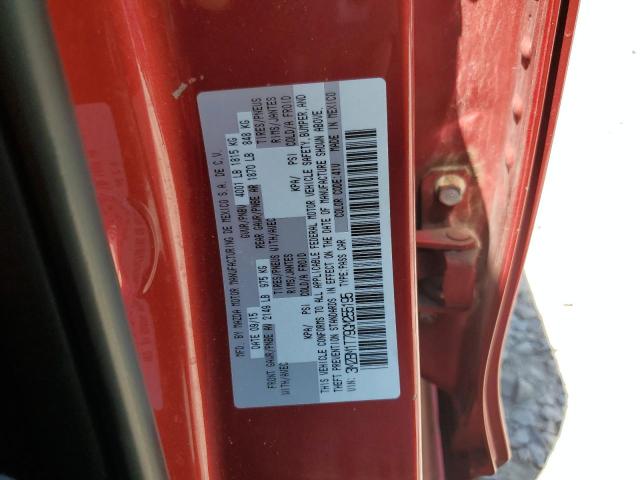 MFD. BY MAZDA MOTOR MANUFACTURING DE MEXICO S.A. DE C.V.
DATE: 09/15 GVWR/PNBV 4001 LB 1815 KG
FRONT GAWR/PNBE AV 2149 LB 975 KG REAR GAWR/PNBE AR 1870 LB 848 KG
WITH/AVEC TIRES/PNEUS WITH/AVEC TIRES/PNEUS
RIMS/JANTES RIMS/JANTES
KPA/ PSI COLD/A FROID KPA/ PSI COLD/A FROID
THIS VEHICLE CONFORMS TO ALL APPLICABLE FEDERAL MOTOR VEHICLE SAFETY, BUMPER, AND
THEFT PREVENTION STANDARDS IN EFFECT ON THE DATE OF MANUFACTURE SHOWN ABOVE.
VIN: TYPE:PASS CAR COLOR CODE:41V MADE IN MEXICO